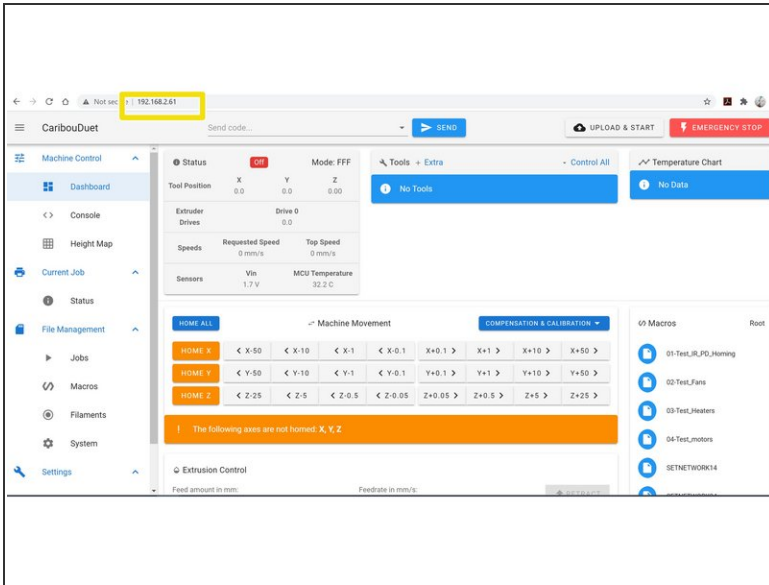 Not sec | 192.168.2.61
CaribouDuet
Send code...
SEND
UPLOAD & START
EMERGENCY STOP
Machine Control
Dashboard
Console
Height Map
Current Job
Status
File Management
Jobs
Macros
Filaments
System
Settings
Status Off Mode: FFF
Tool Position
X Y Z
0.0 0.0 0.00
Extruder
Drives
Drive 0
0.0
Speeds
Requested Speed Top Speed
0 mm/s 0 mm/s
Sensors
Vin MCU Temperature
1.7 V 32.2 C
Tools + Extra Control All
No Tools
Temperature Chart
No Data
HOME ALL Machine Movement COMPENSATION & CALIBRATION
HOME X X-50 X-10 X-1 X-0.1 X+0.1 X+1 X+10 X+50
HOME Y Y-50 Y-10 Y-1 Y-0.1 Y+0.1 Y+1 Y+10 Y+50
HOME Z Z-25 Z-5 Z-0.5 Z-0.05 Z+0.05 Z+0.5 Z+5 Z+25
! The following axes are not homed: X, Y, Z
Extrusion Control
Feed amount in mm: Feedrate in mm/s:
RETRACT
Macros Root
01-Test_IR_PD_Homing
02-Test_Fans
03-Test_Heaters
04-Test_motors
SETNETWORK14